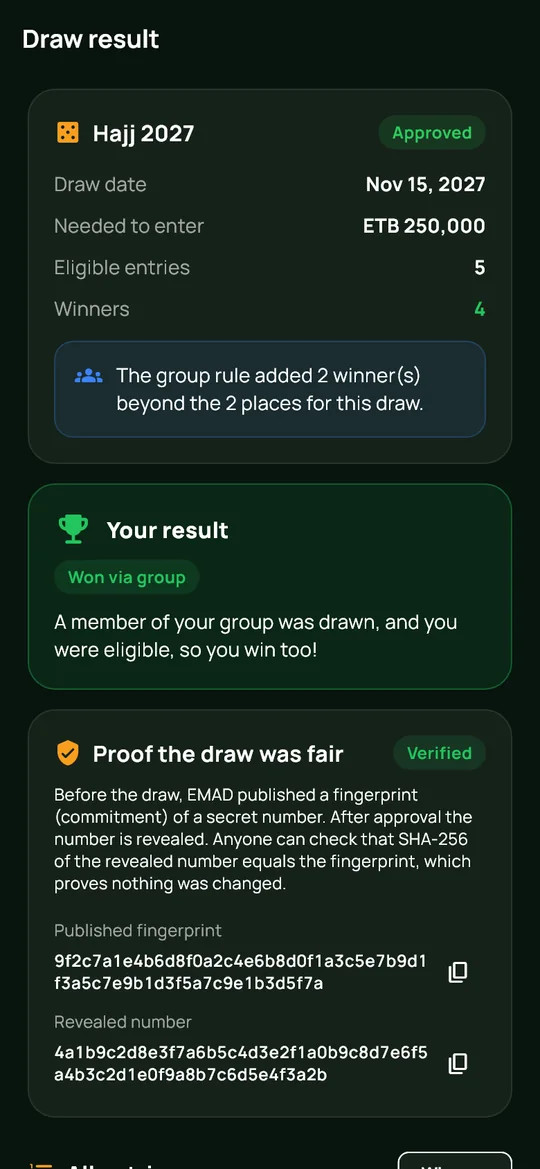 Draw result
Hajj 2027
Approved
Draw date
Nov 15, 2027
Needed to enter
ETB 250,000
Eligible entries
5
Winners
4
The group rule added 2 winner(s)
beyond the 2 places for this draw.
Your result
Won via group
A member of your group was drawn, and you
were eligible, so you win too!
Proof the draw was fair
Verified
Before the draw, EMAD published a fingerprint
(commitment) of a secret number. After approval the
number is revealed. Anyone can check that SHA-256
of the revealed number equals the fingerprint, which
proves nothing was changed.
Published fingerprint
9f2c7a1e4b6d8f0a2c4e6b8d0f1a3c5e7b9d1
f3a5c7e9b1d3f5a7c9e1b3d5f7a
Revealed number
4a1b9c2d8e3f7a6b5c4d3e2f1a0b9c8d7e6f5
a4b3c2d1e0f9a8b7c6d5e4f3a2b